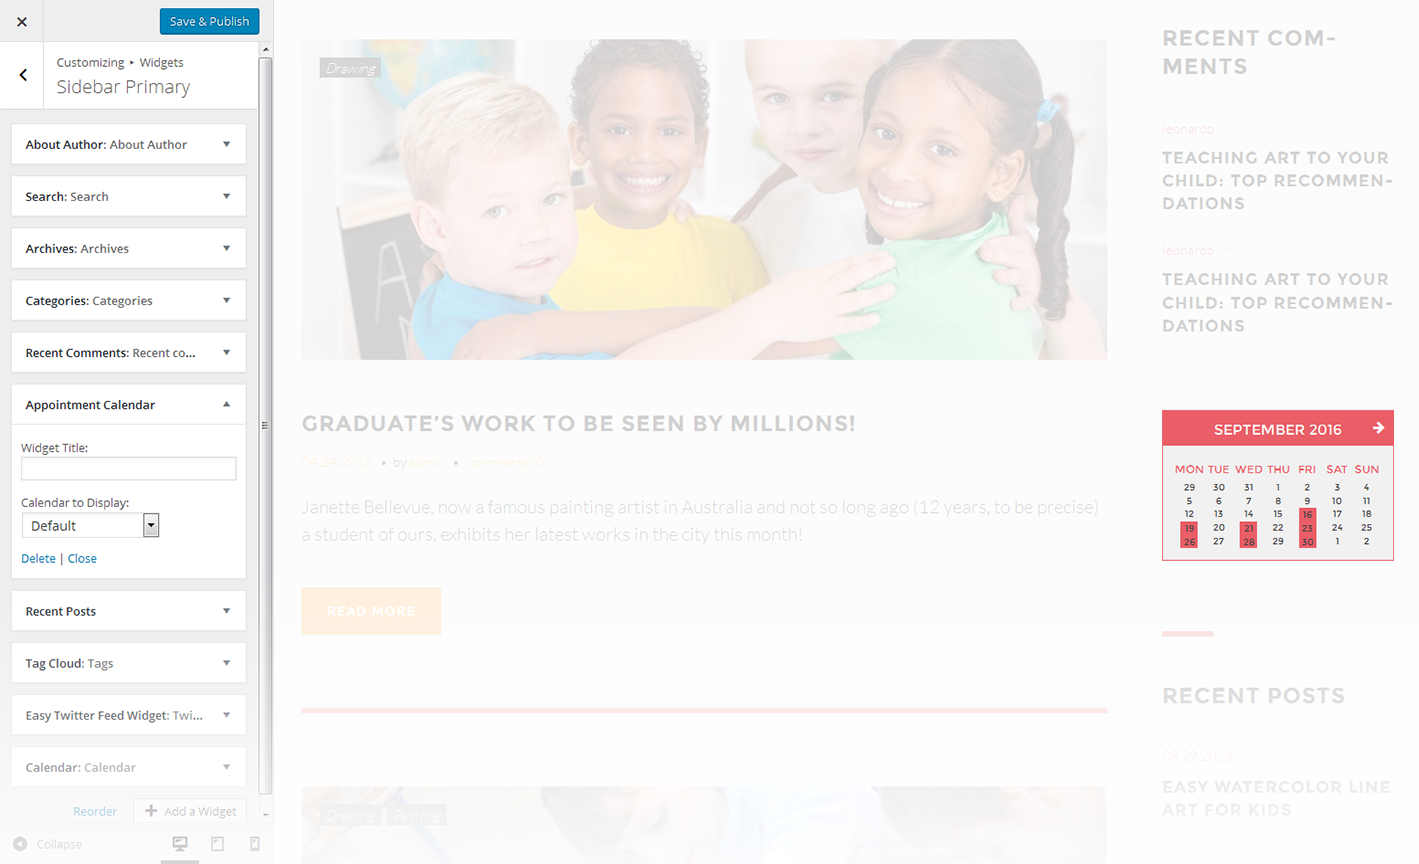 Save & Publish
Customizing ▸ Widgets
Sidebar Primary
About Author: About Author
Search: Search
Archives: Archives
Categories: Categories
Recent Comments: Recent co...
Appointment Calendar
Widget Title:
Calendar to Display:
Default
Delete | Close
Recent Posts
Tag Cloud: Tags
Easy Twitter Feed Widget: Twi...
Calendar: Calendar
Reorder
Add a Widget
Collapse
Drawing
GRADUATE'S WORK TO BE SEEN BY MILLIONS!
04.24.2016 • by admin • comments (0)
Janette Bellevue, now a famous painting artist in Australia and not so long ago (12 years, to be precise)
a student of ours, exhibits her latest works in the city this month!
READ MORE
Drawing Painting
RECENT COM-
MENTS
leonardo on
TEACHING ART TO YOUR
CHILD: TOP RECOMMEN-
DATIONS
leonardo on
TEACHING ART TO YOUR
CHILD: TOP RECOMMEN-
DATIONS
SEPTEMBER 2016
MON TUE WED THU FRI SAT SUN
29 30 31 1 2 3 4
5 6 7 8 9 10 11
12 13 14 15 16 17 18
19 20 21 22 23 24 25
26 27 28 29 30 1 2
RECENT POSTS
08.29.2016
EASY WATERCOLOR LINE
ART FOR KIDS